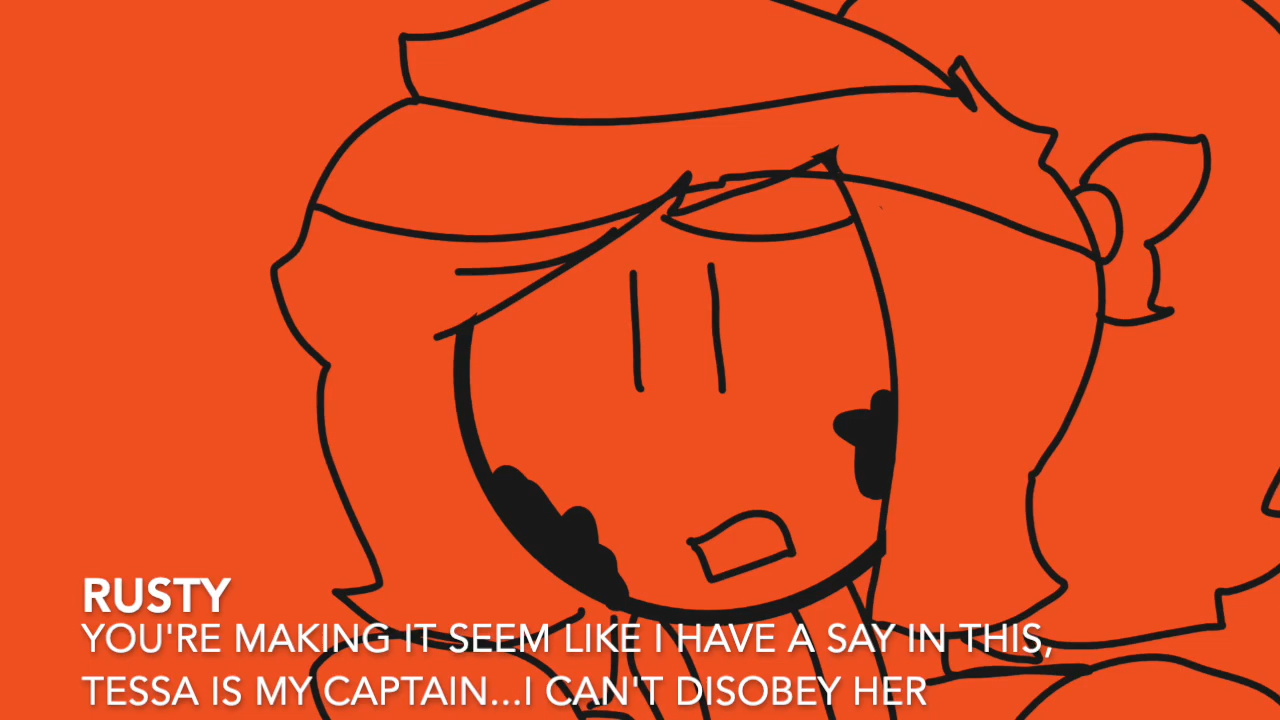 RUSTY
YOU'RE MAKING IT SEEM LIKE I HAVE A SAY IN THIS,
TESSA IS MY CAPTAIN...I CAN'T DISOBEY HER